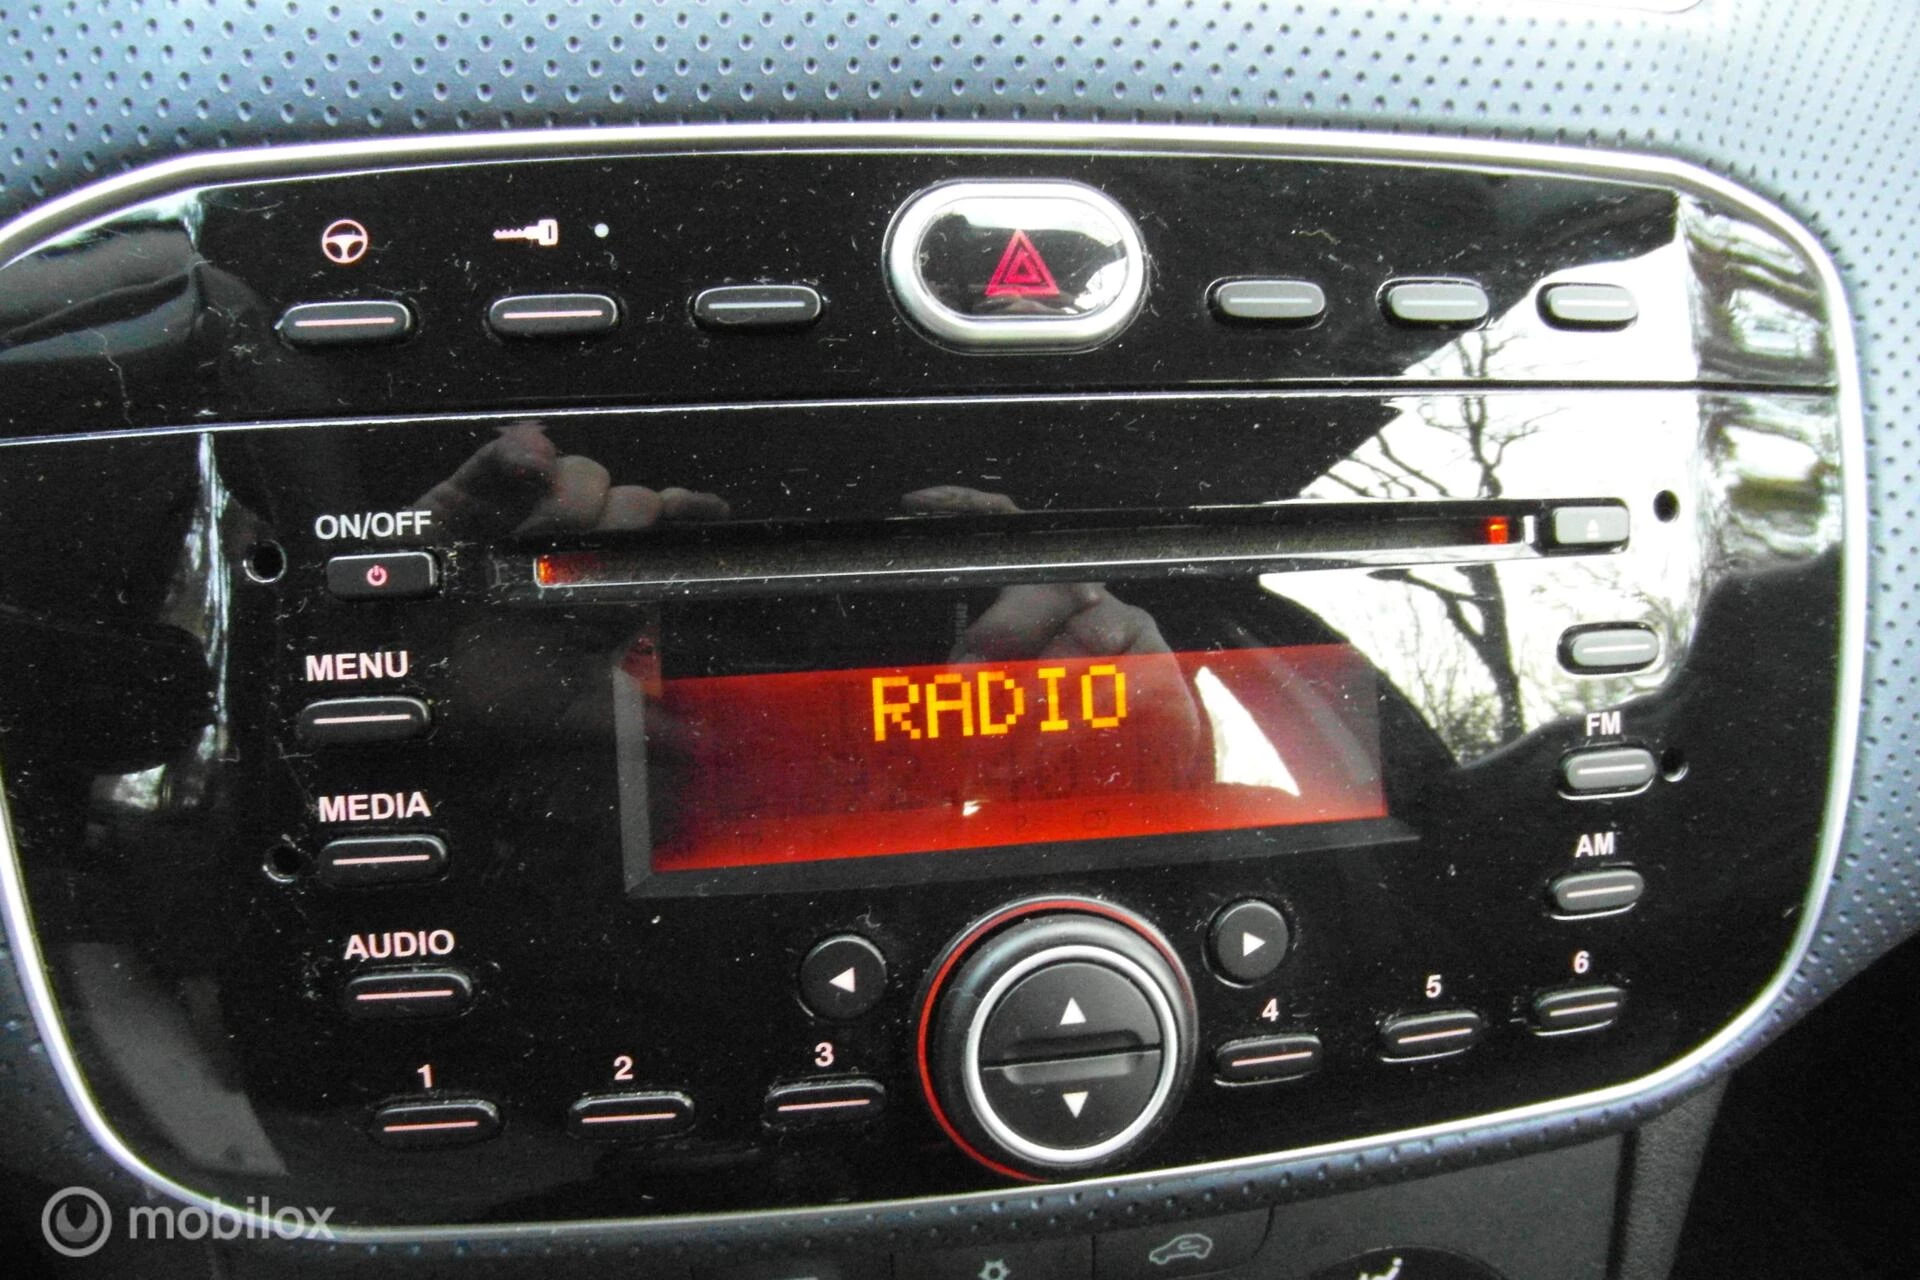 ON/OFF
RADIO
MENU
FM
MEDIA
AM
AUDIO
1
2
3
4
5
6
mobilox